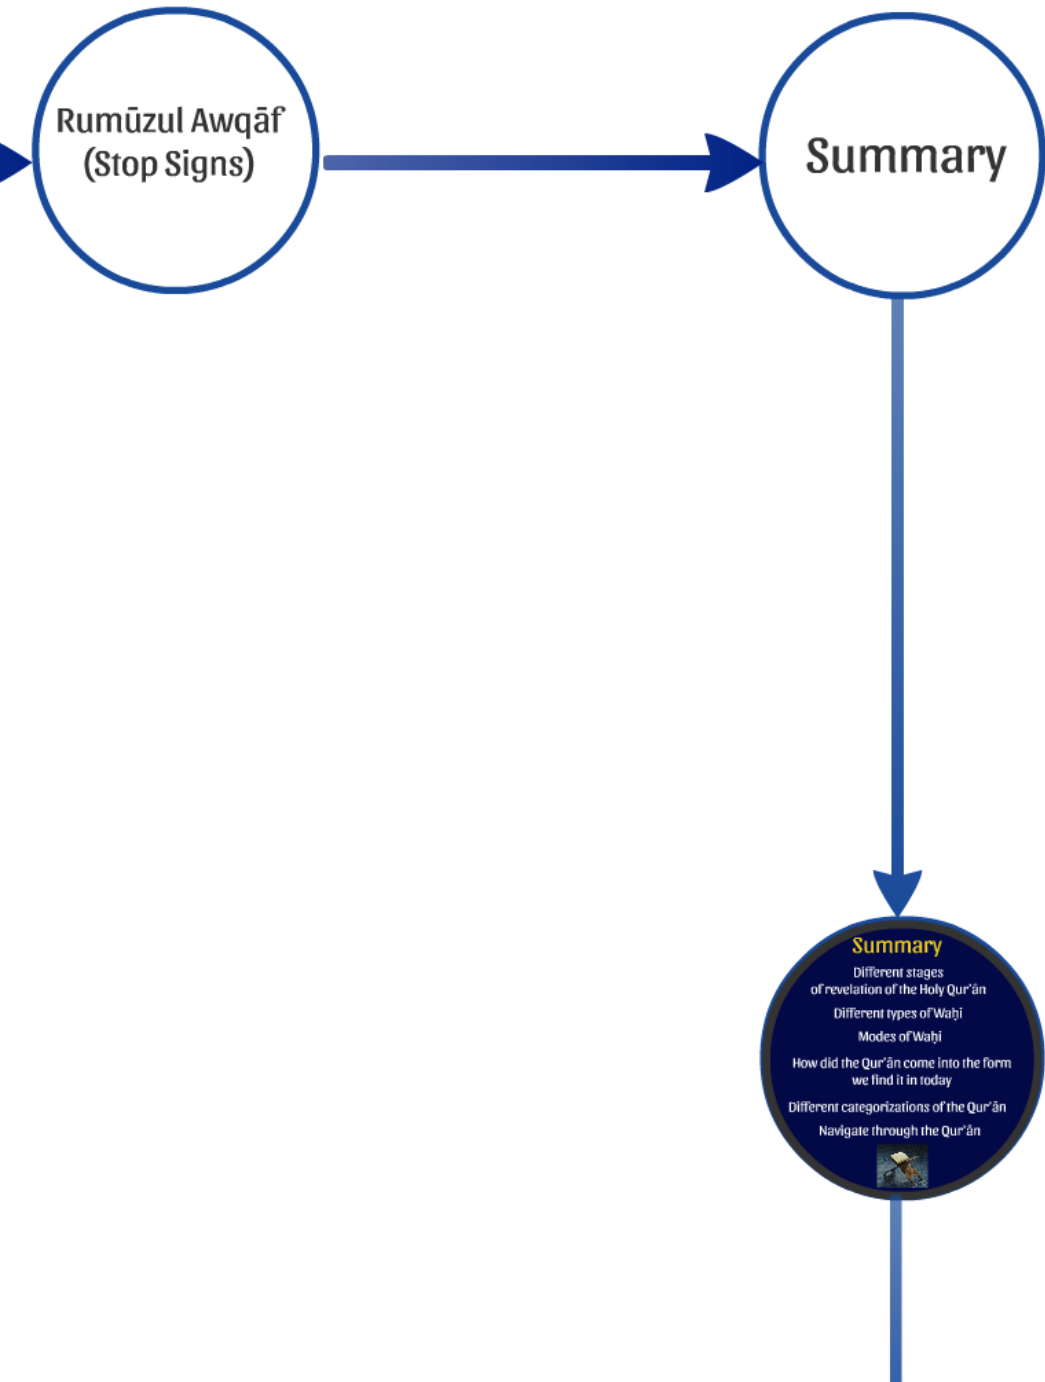 Rumūzul Awqāf
(Stop Signs)
Summary
Summary
Different stages
of revelation of the Holy Qur'ān
Different types of Waḥi
Modes of Waḥi
How did the Qur'ān come into the form
we find it in today
Different categorizations of the Qur'ān
Navigate through the Qur'ān